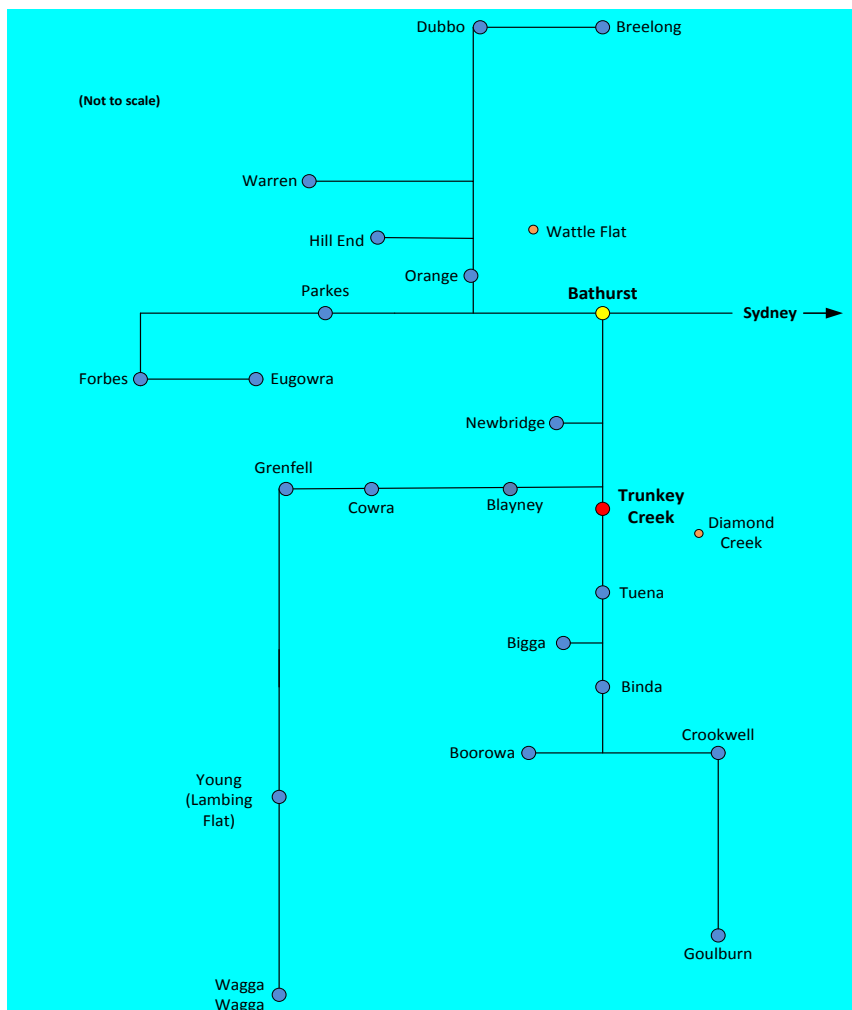 Dubbo
Breelong
(Not to scale)
Warren
Wattle Flat
Hill End
Orange
Parkes
Bathurst
Sydney
Forbes
Eugowra
Newbridge
Grenfell
Cowra
Blayney
Trunkey
Creek
Diamond
Creek
Tuena
Bigga
Binda
Crookwell
Boorowa
Young
(Lambing
Flat)
Goulburn
Wagga
Wagga